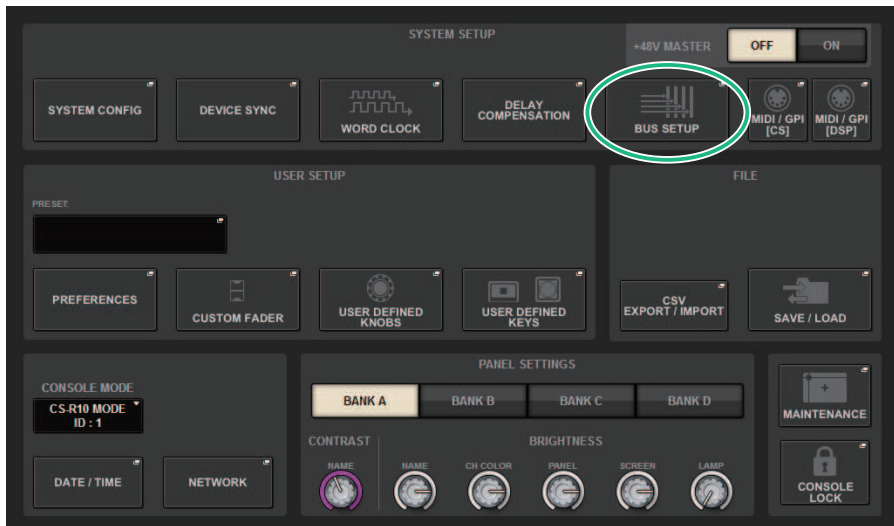 SYSTEM SETUP
+48V MASTER
OFF
ON
SYSTEM CONFIG
DEVICE SYNC
WORD CLOCK
DELAY
COMPENSATION
BUS SETUP
MIDI / GPI
[CS]
MIDI / GPI
[DSP]
USER SETUP
PRESET:
PREFERENCES
CUSTOM FADER
USER DEFINED
KNOBS
USER DEFINED
KEYS
FILE
CSV
EXPORT / IMPORT
SAVE / LOAD
CONSOLE MODE
CS-R10 MODE
ID : 1
DATE / TIME
NETWORK
PANEL SETTINGS
BANK A
BANK B
BANK C
BANK D
CONTRAST
BRIGHTNESS
NAME
NAME
CH COLOR
PANEL
SCREEN
LAMP
MAINTENANCE
CONSOLE
LOCK